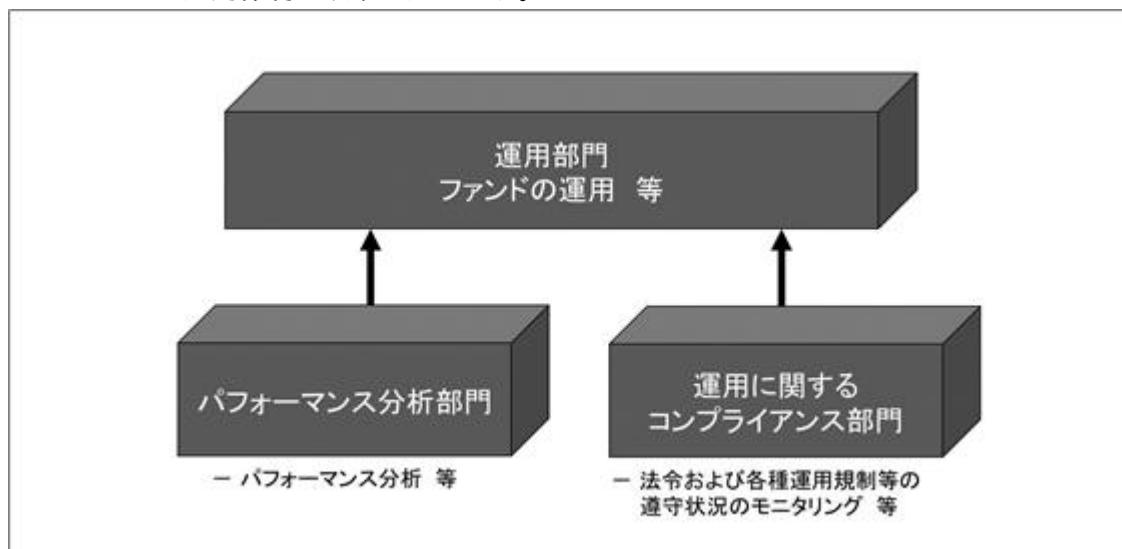 運用部門
ファンドの運用 等
パフォーマンス分析部門
－ パフォーマンス分析 等
運用に関する
コンプライアンス部門
－ 法令および各種運用規制等の
遵守状況のモニタリング 等